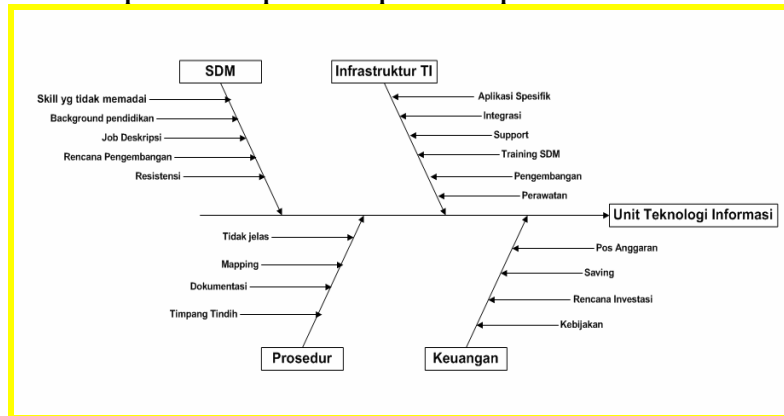 SDM
Infrastruktur TI
Skill yg tidak memadai
Background pendidikan
Job Deskripsi
Rencana Pengembangan
Resistensi
Aplikasi Spesifik
Integrasi
Support
Training SDM
Pengembangan
Perawatan
Unit Teknologi Informasi
Tidak jelas
Mapping
Dokumentasi
Timpang Tindih
Pos Anggaran
Saving
Rencana Investasi
Kebijakan
Prosedur
Keuangan